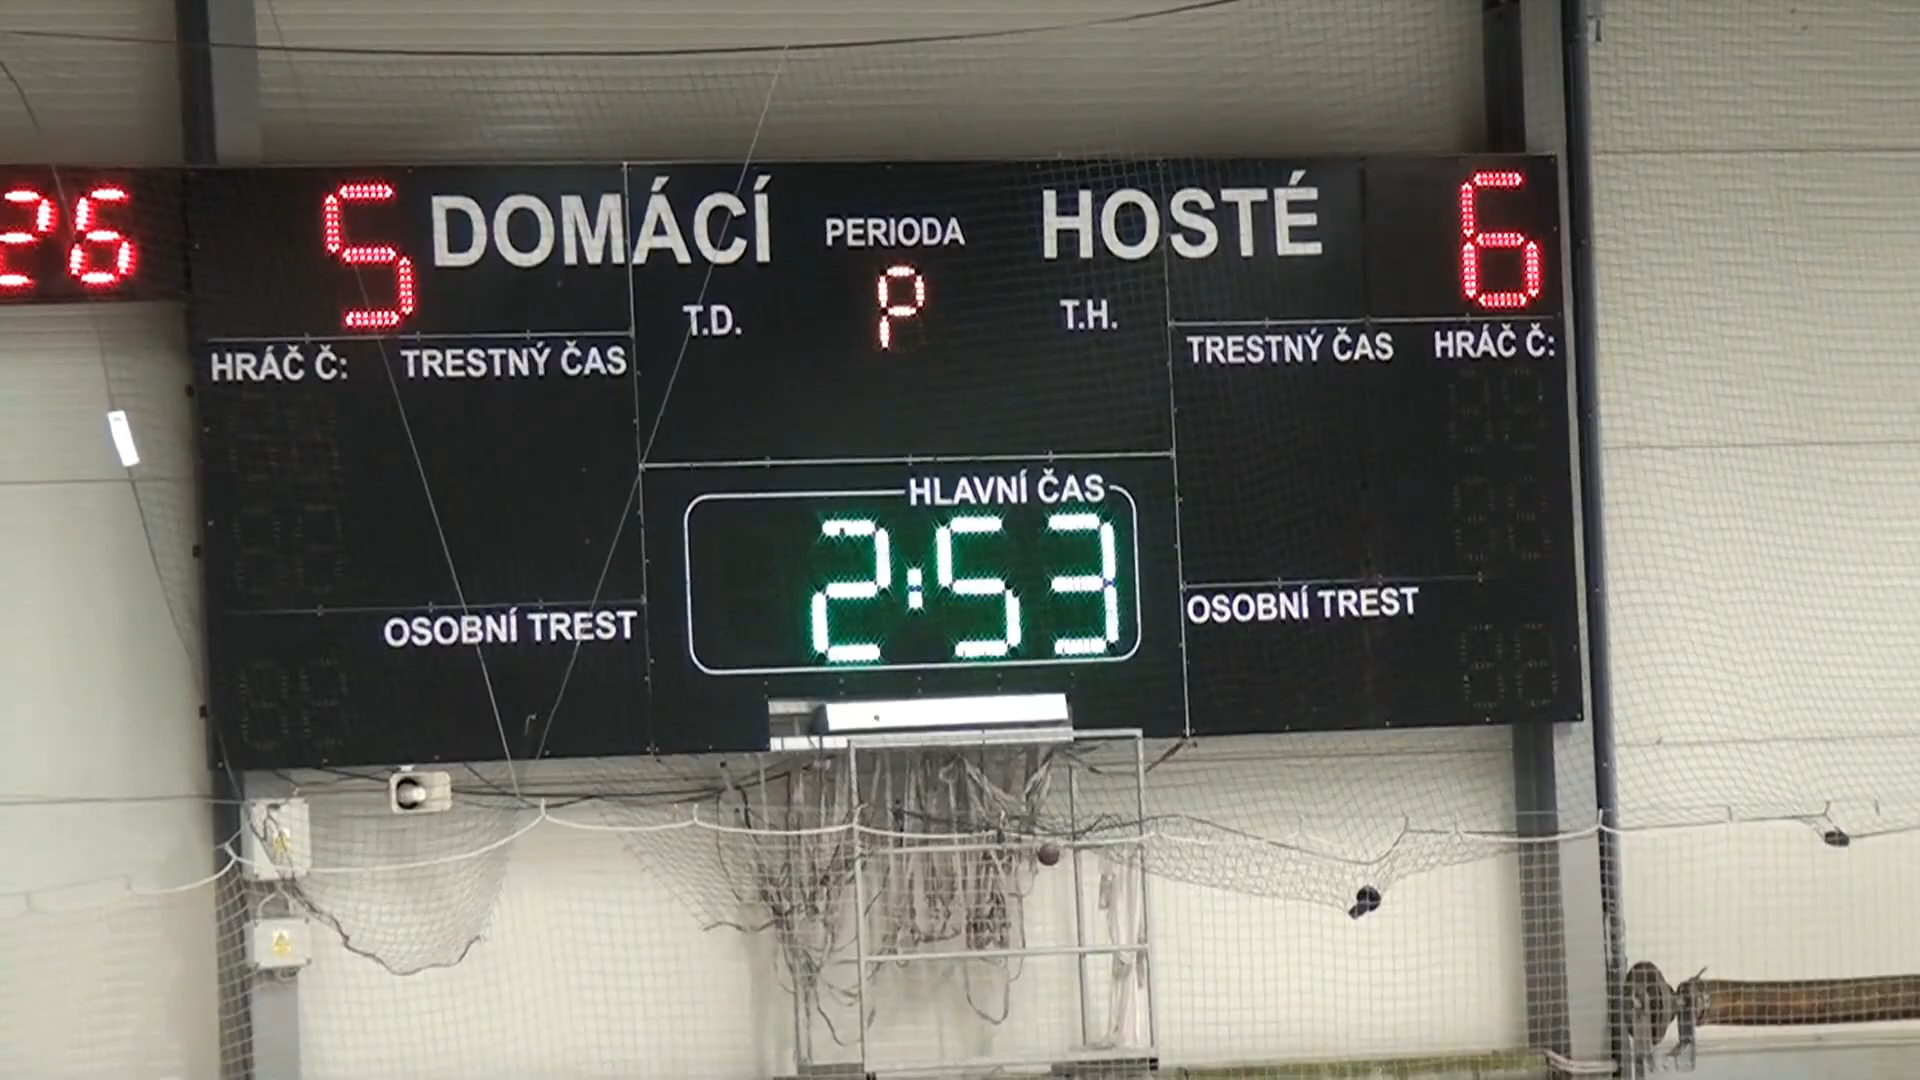 26
5 DOMÁCÍ PERIODA HOSTÉ 6
T.D. P T.H.
HRÁČ Č: TRESTNÝ ČAS TRESTNÝ ČAS HRÁČ Č:
HLAVNÍ ČAS
2:53
OSOBNÍ TREST OSOBNÍ TREST